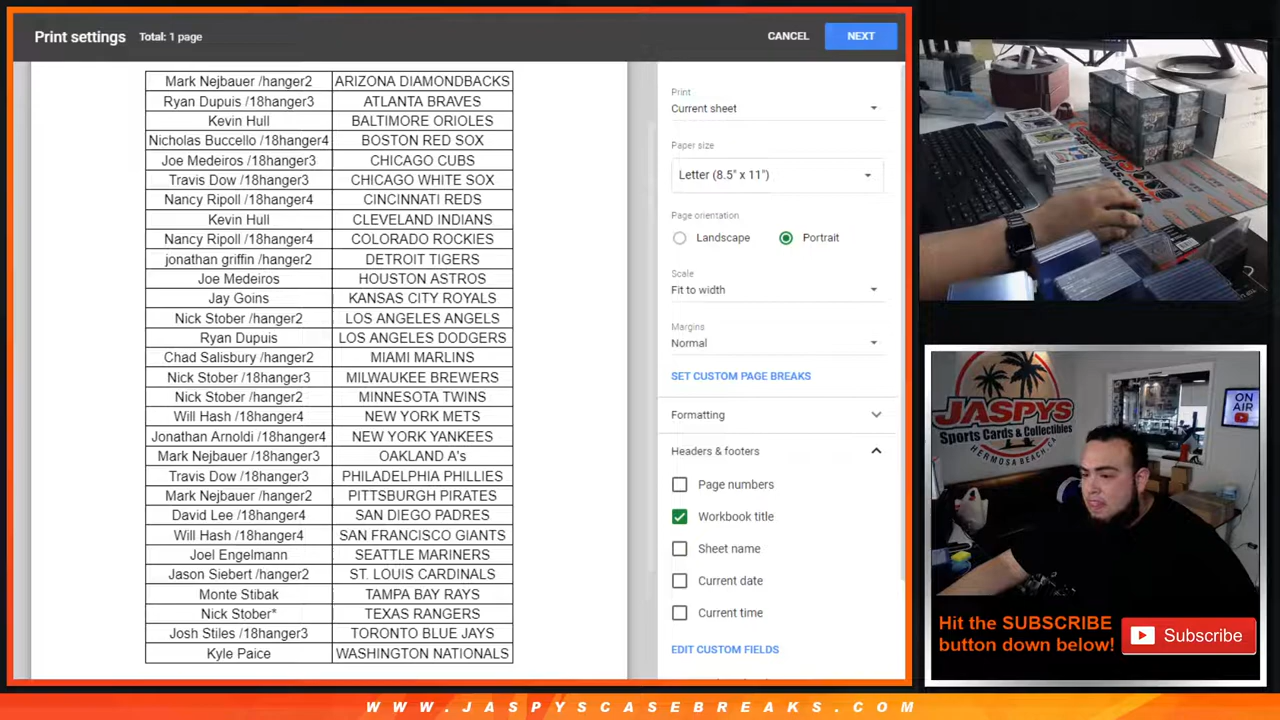 Print settings Total: 1 page CANCEL NEXT
Mark Nejbauer /hanger2 ARIZONA DIAMONDBACKS
Ryan Dupuis /18hanger3 ATLANTA BRAVES
Kevin Hull BALTIMORE ORIOLES
Nicholas Buccello /18hanger4 BOSTON RED SOX
Joe Medeiros /18hanger3 CHICAGO CUBS
Travis Dow /18hanger3 CHICAGO WHITE SOX
Nancy Ripoll /18hanger4 CINCINNATI REDS
Kevin Hull CLEVELAND INDIANS
Nancy Ripoll /18hanger4 COLORADO ROCKIES
jonathan griffin /hanger2 DETROIT TIGERS
Joe Medeiros HOUSTON ASTROS
Jay Goins KANSAS CITY ROYALS
Nick Stober /hanger2 LOS ANGELES ANGELS
Ryan Dupuis LOS ANGELES DODGERS
Chad Salisbury /hanger2 MIAMI MARLINS
Nick Stober /18hanger3 MILWAUKEE BREWERS
Nick Stober /hanger2 MINNESOTA TWINS
Will Hash /18hanger4 NEW YORK METS
Jonathan Arnoldi /18hanger4 NEW YORK YANKEES
Mark Nejbauer /18hanger3 OAKLAND A's
Travis Dow /18hanger3 PHILADELPHIA PHILLIES
Mark Nejbauer /hanger2 PITTSBURGH PIRATES
David Lee /18hanger4 SAN DIEGO PADRES
Will Hash /18hanger4 SAN FRANCISCO GIANTS
Joel Engelmann SEATTLE MARINERS
Jason Siebert /hanger2 ST. LOUIS CARDINALS
Monte Stibak TAMPA BAY RAYS
Nick Stober* TEXAS RANGERS
Josh Stiles /18hanger3 TORONTO BLUE JAYS
Kyle Paice WASHINGTON NATIONALS
Print
Current sheet
Paper size
Letter (8.5" x 11")
Page orientation
Landscape Portrait
Scale
Fit to width
Margins
Normal
SET CUSTOM PAGE BREAKS
Formatting
Headers & footers
Page numbers
Workbook title
Sheet name
Current date
Current time
EDIT CUSTOM FIELDS
JASPYS
Sports Cards & Collectibles
HERMOSA BEACH, CA
ON
AIR
Hit the SUBSCRIBE
button down below!
Subscribe
WWW.JASPYSCASEBREAKS.COM